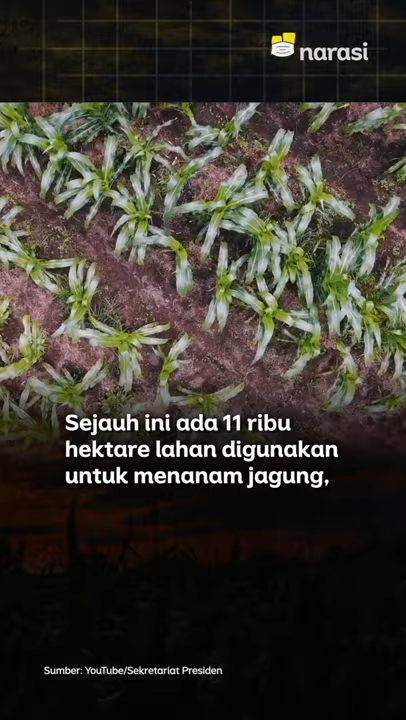 narasi
Sejauh ini ada 11 ribu
hektare lahan digunakan
untuk menanam jagung,
Sumber: YouTube/Sekretariat Presiden